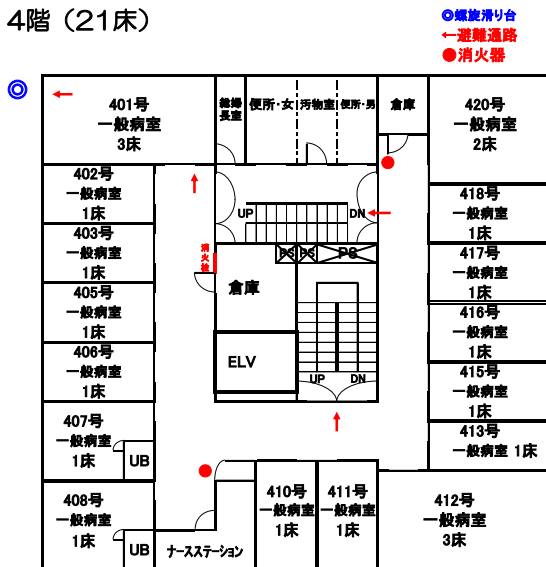 4階（21床）
◎螺旋滑り台
←避難通路
●消火器
401号
一般病室
3床
総婦
長室
便所・女
汚物室
便所・男
倉庫
420号
一般病室
2床
402号
一般病室
1床
UP
DN
418号
一般病室
1床
403号
一般病室
1床
消火栓
PS
PS
PS
417号
一般病室
1床
倉庫
405号
一般病室
1床
416号
一般病室
1床
406号
一般病室
1床
ELV
UP
DN
415号
一般病室
1床
407号
一般病室
1床
UB
413号
一般病室 1床
408号
一般病室
1床
UB
ナースステーション
410号
一般病室
1床
411号
一般病室
1床
412号
一般病室
3床